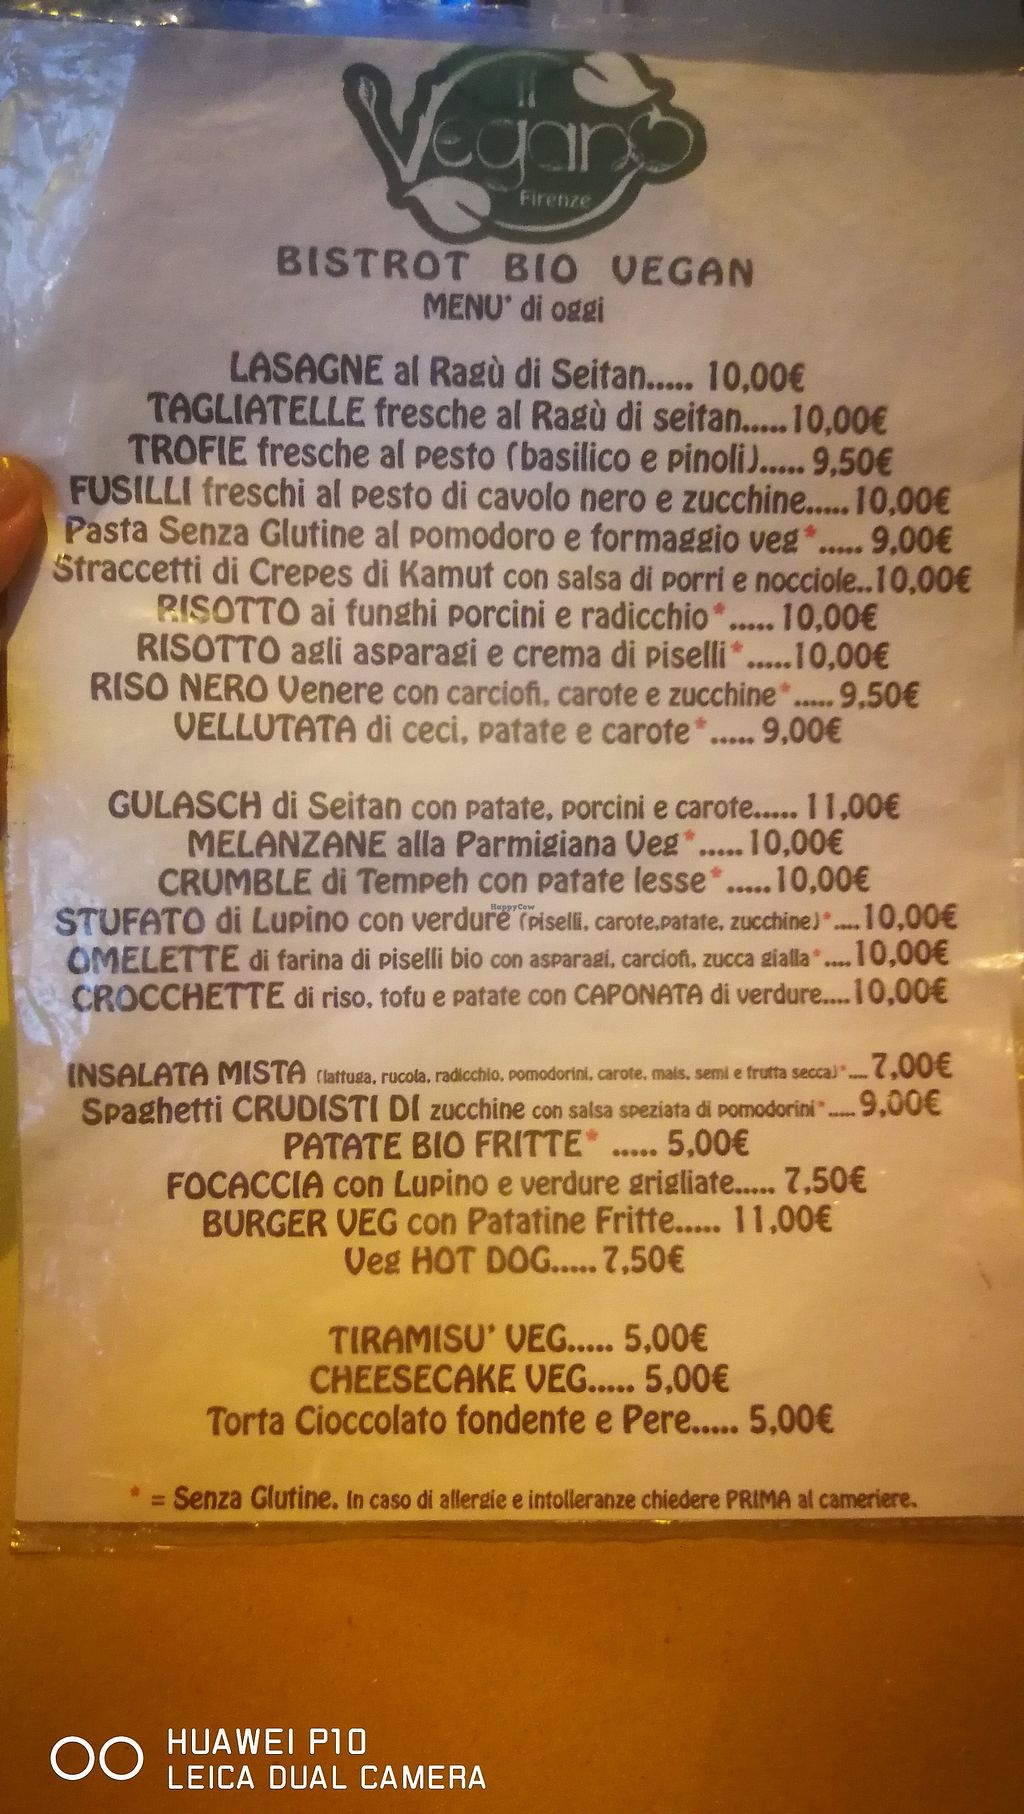 il
Vegano
Firenze
BISTROT BIO VEGAN
MENU' di oggi
LASAGNE al Ragù di Seitan..... 10,00€
TAGLIATELLE fresche al Ragù di seitan.....10,00€
TROFIE fresche al pesto (basilico e pinoli)..... 9,50€
FUSILLI freschi al pesto di cavolo nero e zucchine.....10,00€
Pasta Senza Glutine al pomodoro e formaggio veg*..... 9,00€
Straccetti di Crepes di Kamut con salsa di porri e nocciole..10,00€
RISOTTO ai funghi porcini e radicchio*..... 10,00€
RISOTTO agli asparagi e crema di piselli*.....10,00€
RISO NERO Venere con carciofi, carote e zucchine*..... 9,50€
VELLUTATA di ceci, patate e carote*..... 9,00€
GULASCH di Seitan con patate, porcini e carote..... 11,00€
MELANZANE alla Parmigiana Veg*.....10,00€
CRUMBLE di Tempeh con patate lesse*.....10,00€
HappyCow
STUFATO di Lupino con verdure (piselli, carote,patate, zucchine)*....10,00€
OMELETTE di farina di piselli bio con asparagi, carciofi, zucca gialla*....10,00€
CROCCHETTE di riso, tofu e patate con CAPONATA di verdure....10,00€
INSALATA MISTA (lattuga, rucola, radicchio, pomodorini, carote, mais, semi e frutta secca)*.... 7,00€
Spaghetti CRUDISTI DI zucchine con salsa speziata di pomodorini*..... 9,00€
PATATE BIO FRITTE* ..... 5,00€
FOCACCIA con Lupino e verdure grigliate..... 7,50€
BURGER VEG con Patatine Fritte..... 11,00€
Veg HOT DOG.....7,50€
TIRAMISU' VEG..... 5,00€
CHEESECAKE VEG..... 5,00€
Torta Cioccolato fondente e Pere..... 5,00€
* = Senza Glutine. In caso di allergie e intolleranze chiedere PRIMA al cameriere.
HUAWEI P10
LEICA DUAL CAMERA